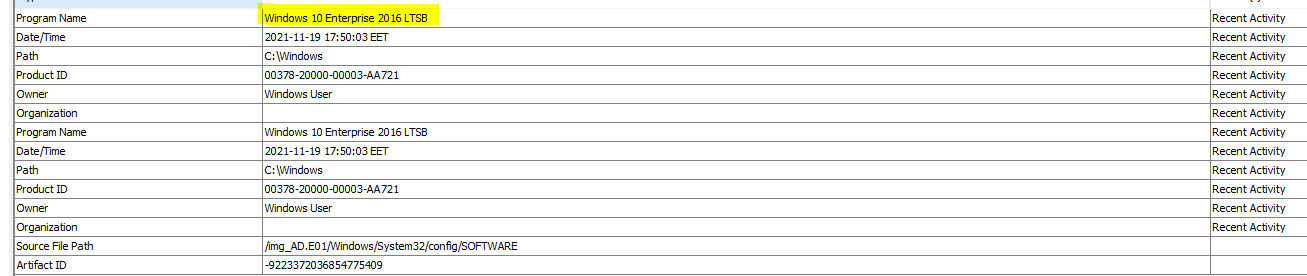 Program Name Windows 10 Enterprise 2016 LTSB Recent Activity
Date/Time 2021-11-19 17:50:03 EET Recent Activity
Path C:\Windows Recent Activity
Product ID 00378-20000-00003-AA721 Recent Activity
Owner Windows User Recent Activity
Organization Recent Activity
Program Name Windows 10 Enterprise 2016 LTSB Recent Activity
Date/Time 2021-11-19 17:50:03 EET Recent Activity
Path C:\Windows Recent Activity
Product ID 00378-20000-00003-AA721 Recent Activity
Owner Windows User Recent Activity
Organization Recent Activity
Source File Path /img_AD.E01/Windows/System32/config/SOFTWARE
Artifact ID -9223372036854775409